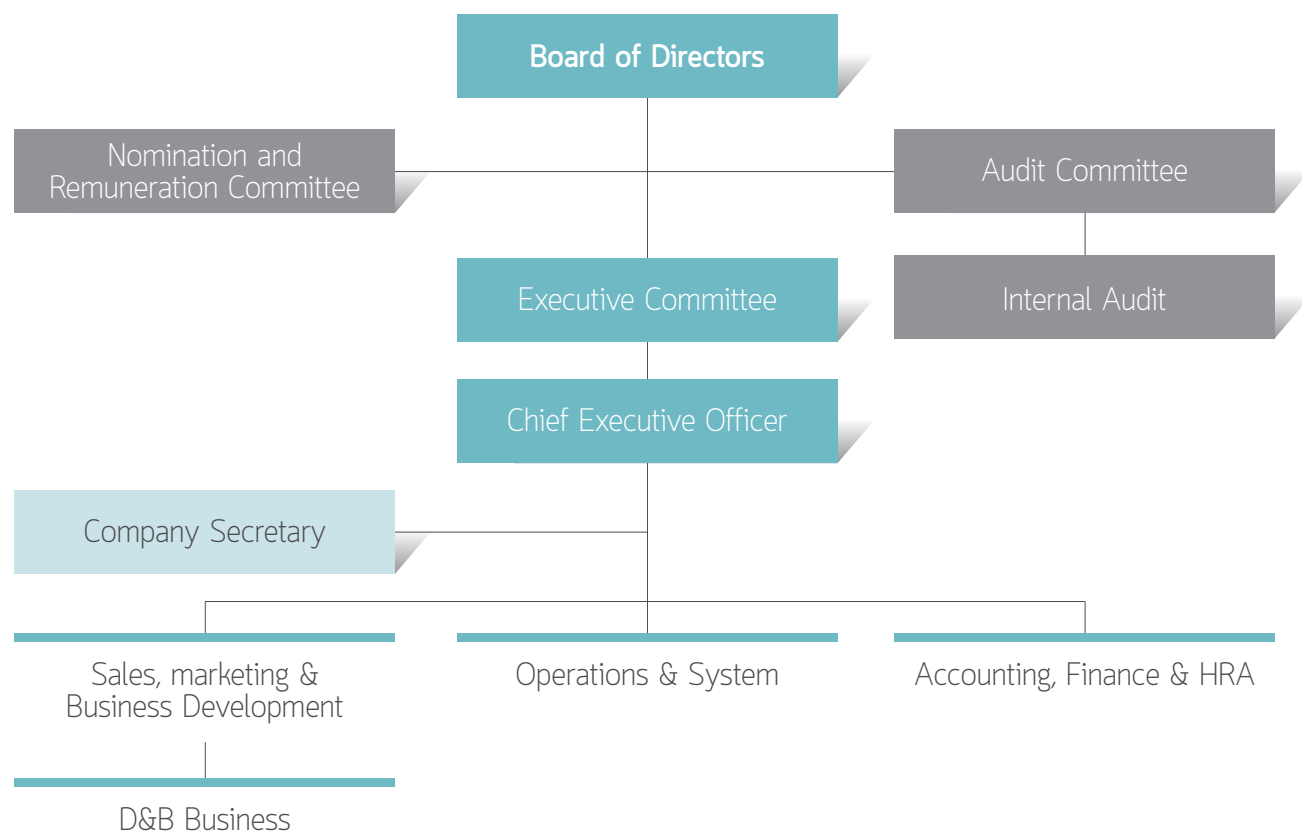 Board of Directors
Nomination and
Remuneration Committee
Audit Committee
Executive Committee
Internal Audit
Chief Executive Officer
Company Secretary
Sales, marketing &
Business Development
Operations & System
Accounting, Finance & HRA
D&B Business